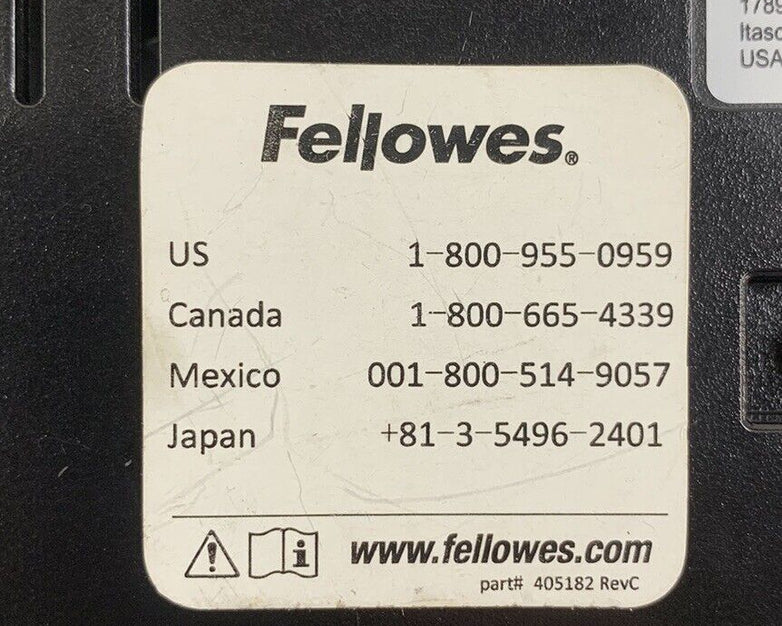 Fellowes®
US 1-800-955-0959
Canada 1-800-665-4339
Mexico 001-800-514-9057
Japan +81-3-5496-2401
www.fellowes.com
part# 405182 RevC
USA